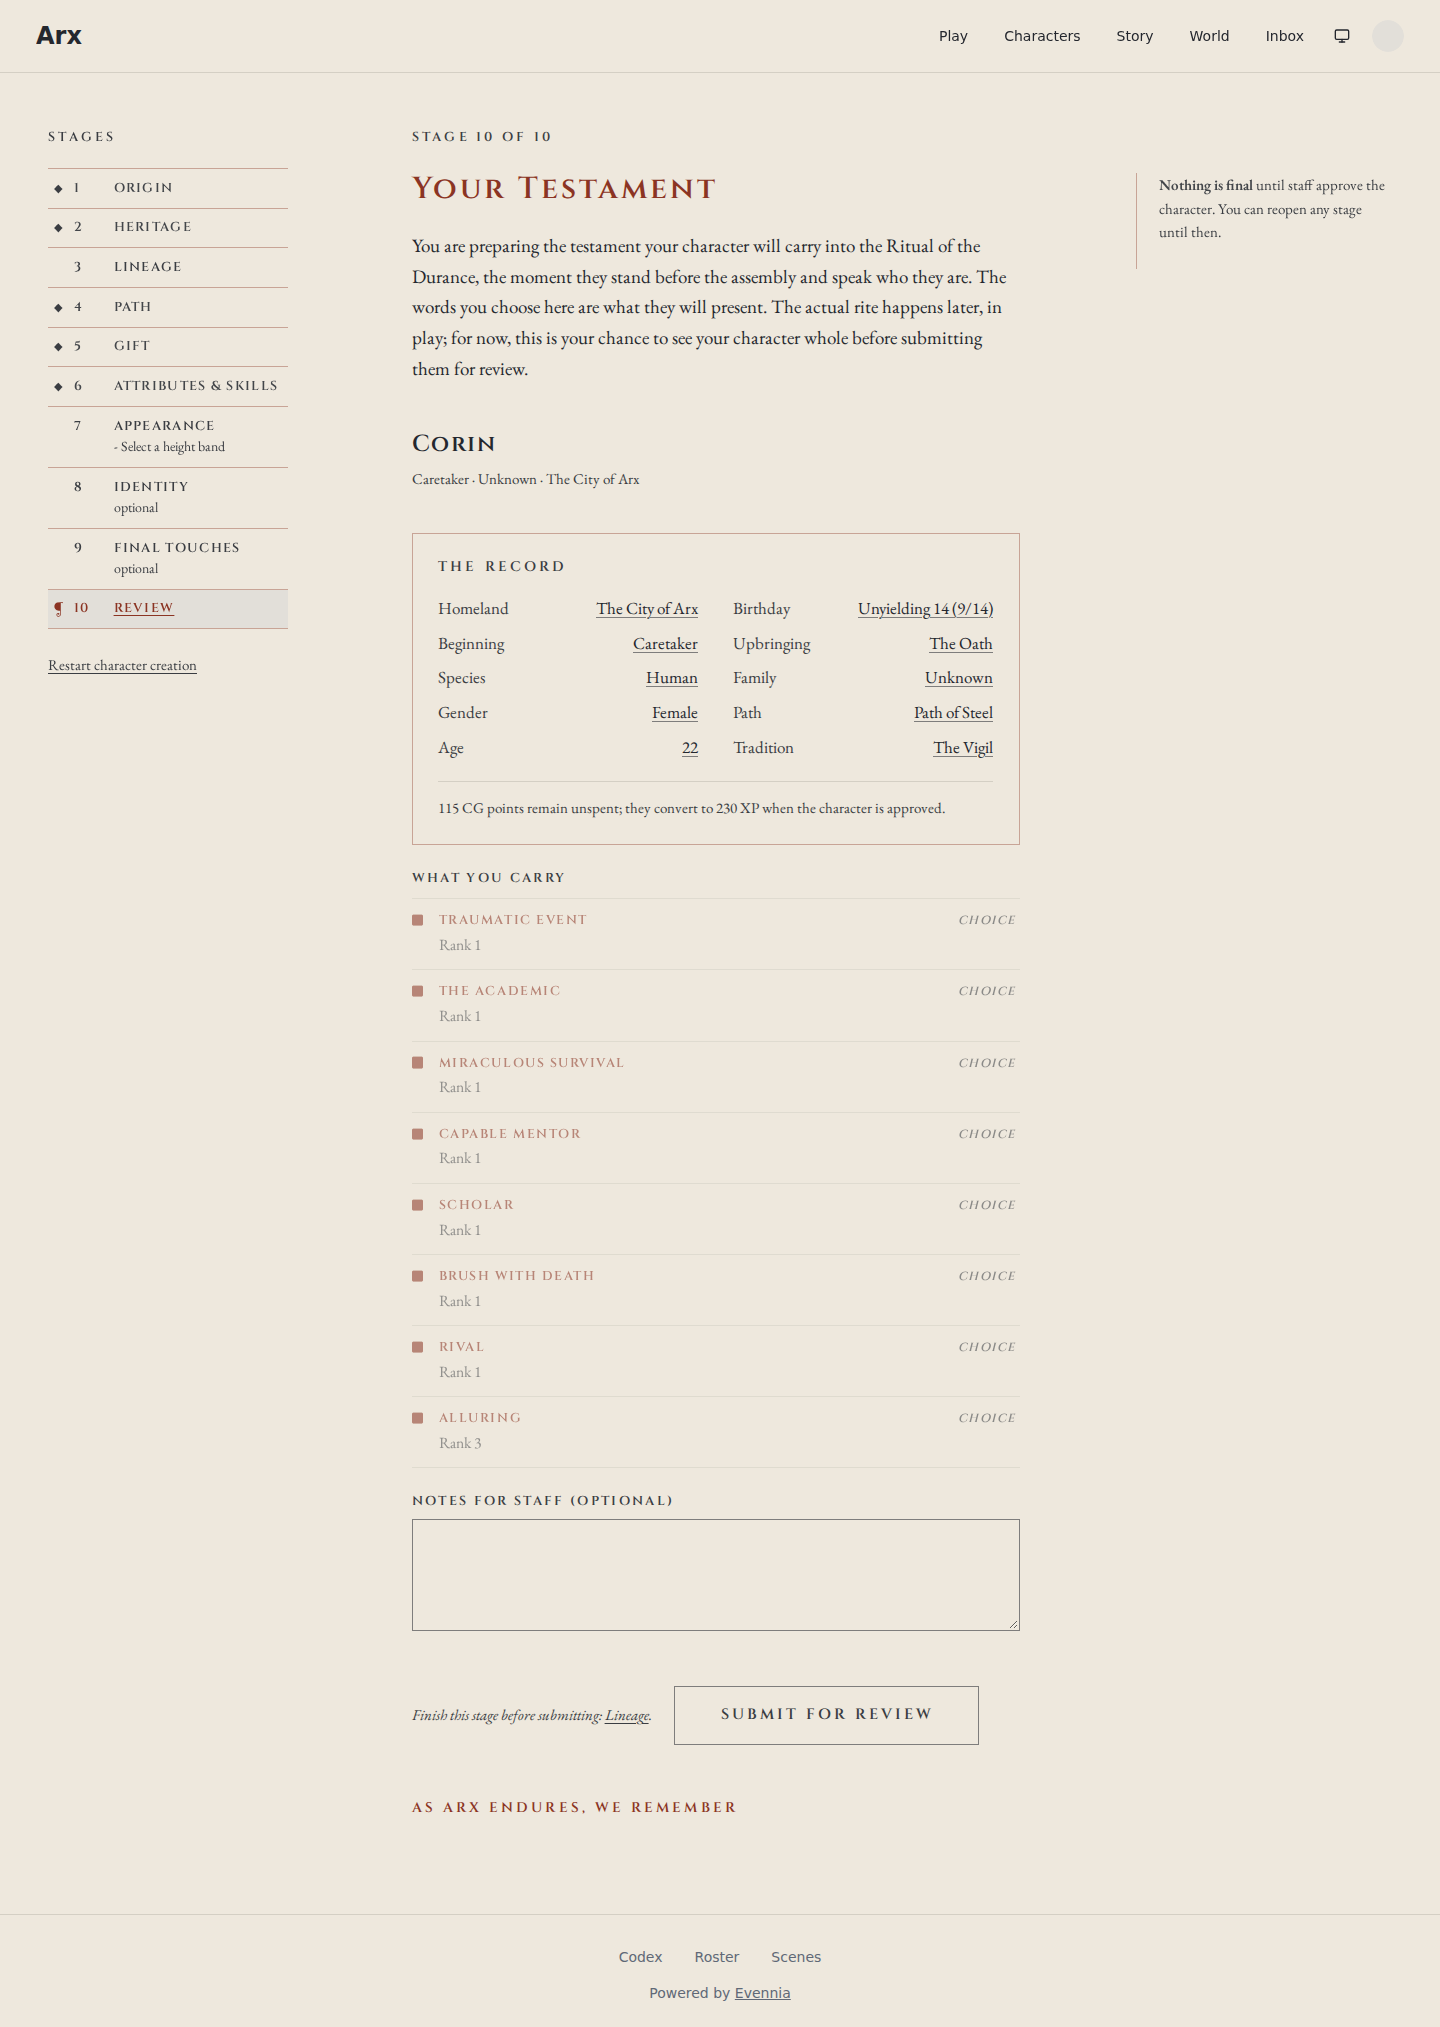 Arx
Play Characters Story World Inbox
STAGES
◆ 1 ORIGIN
◆ 2 HERITAGE
3 LINEAGE
◆ 4 PATH
◆ 5 GIFT
◆ 6 ATTRIBUTES & SKILLS
7 APPEARANCE
- Select a height band
8 IDENTITY
optional
9 FINAL TOUCHES
optional
¶ 10 REVIEW
Restart character creation
STAGE 10 OF 10
Your Testament
You are preparing the testament your character will carry into the Ritual of the
Durance, the moment they stand before the assembly and speak who they are. The
words you choose here are what they will present. The actual rite happens later, in
play; for now, this is your chance to see your character whole before submitting
them for review.
Corin
Caretaker · Unknown · The City of Arx
THE RECORD
Homeland The City of Arx Birthday Unyielding 14 (9/14)
Beginning Caretaker Upbringing The Oath
Species Human Family Unknown
Gender Female Path Path of Steel
Age 22 Tradition The Vigil
115 CG points remain unspent; they convert to 230 XP when the character is approved.
WHAT YOU CARRY
TRAUMATIC EVENT CHOICE
Rank 1
THE ACADEMIC CHOICE
Rank 1
MIRACULOUS SURVIVAL CHOICE
Rank 1
CAPABLE MENTOR CHOICE
Rank 1
SCHOLAR CHOICE
Rank 1
BRUSH WITH DEATH CHOICE
Rank 1
RIVAL CHOICE
Rank 1
ALLURING CHOICE
Rank 3
NOTES FOR STAFF (OPTIONAL)
Finish this stage before submitting: Lineage. SUBMIT FOR REVIEW
AS ARX ENDURES, WE REMEMBER
Nothing is final until staff approve the
character. You can reopen any stage
until then.
Codex Roster Scenes
Powered by Evennia